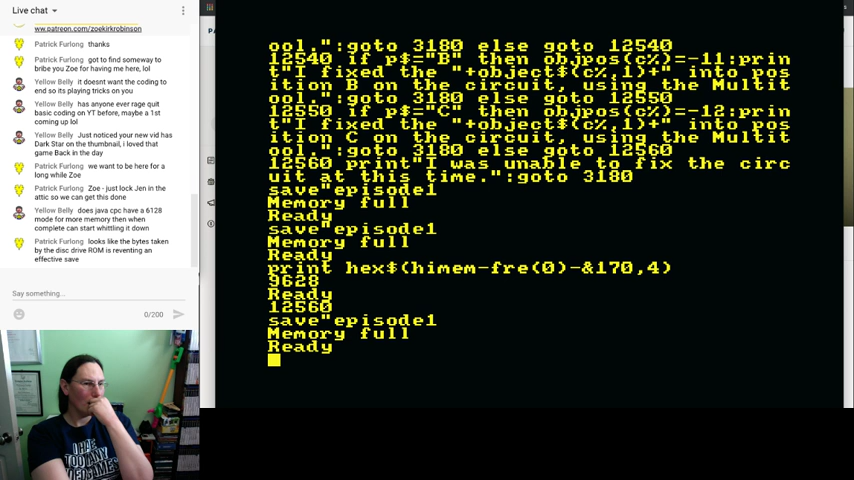 Live chat
ww.patreon.com/zoekirkrobinson
Patrick Furlong thanks
Patrick Furlong got to find someway to
bribe you Zoe for having me here, lol
Yellow Belly it doesnt want the coding to
end so its playing tricks on you
Yellow Belly has anyone ever rage quit
basic coding on YT before, maybe a 1st
coming up lol
Yellow Belly Just noticed your new vid has
Dark Star on the thumbnail, i loved that
game Back in the day
Patrick Furlong we want to be here for a
long while Zoe
Patrick Furlong Zoe - just lock Jen in the
attic so we can get this done
Yellow Belly does java cpc have a 6128
mode for more memory then when
complete can start whittling it down
Patrick Furlong looks like the bytes taken
by the disc drive ROM is reventing an
effective save
Say something...
0/200
ool.":goto 3180 else goto 12540
12540 if p$="B" then objpos(c%)=-11:prin
t"I fixed the "+object$(c%,1)+" into pos
ition B on the circuit, using the Multit
ool.":goto 3180 else goto 12550
12550 if p$="C" then objpos(c%)=-12:prin
t"I fixed the "+object$(c%,1)+" into pos
ition C on the circuit, using the Multit
ool.":goto 3180 else goto 12560
12560 print"I was unable to fix the circ
uit at this time.":goto 3180
save"episode1
Memory full
Ready
save"episode1
Memory full
Ready
print hex$(himem-fre(0)-&170,4)
9628
Ready
12560
save"episode1
Memory full
Ready
I HAE
TOO ANY